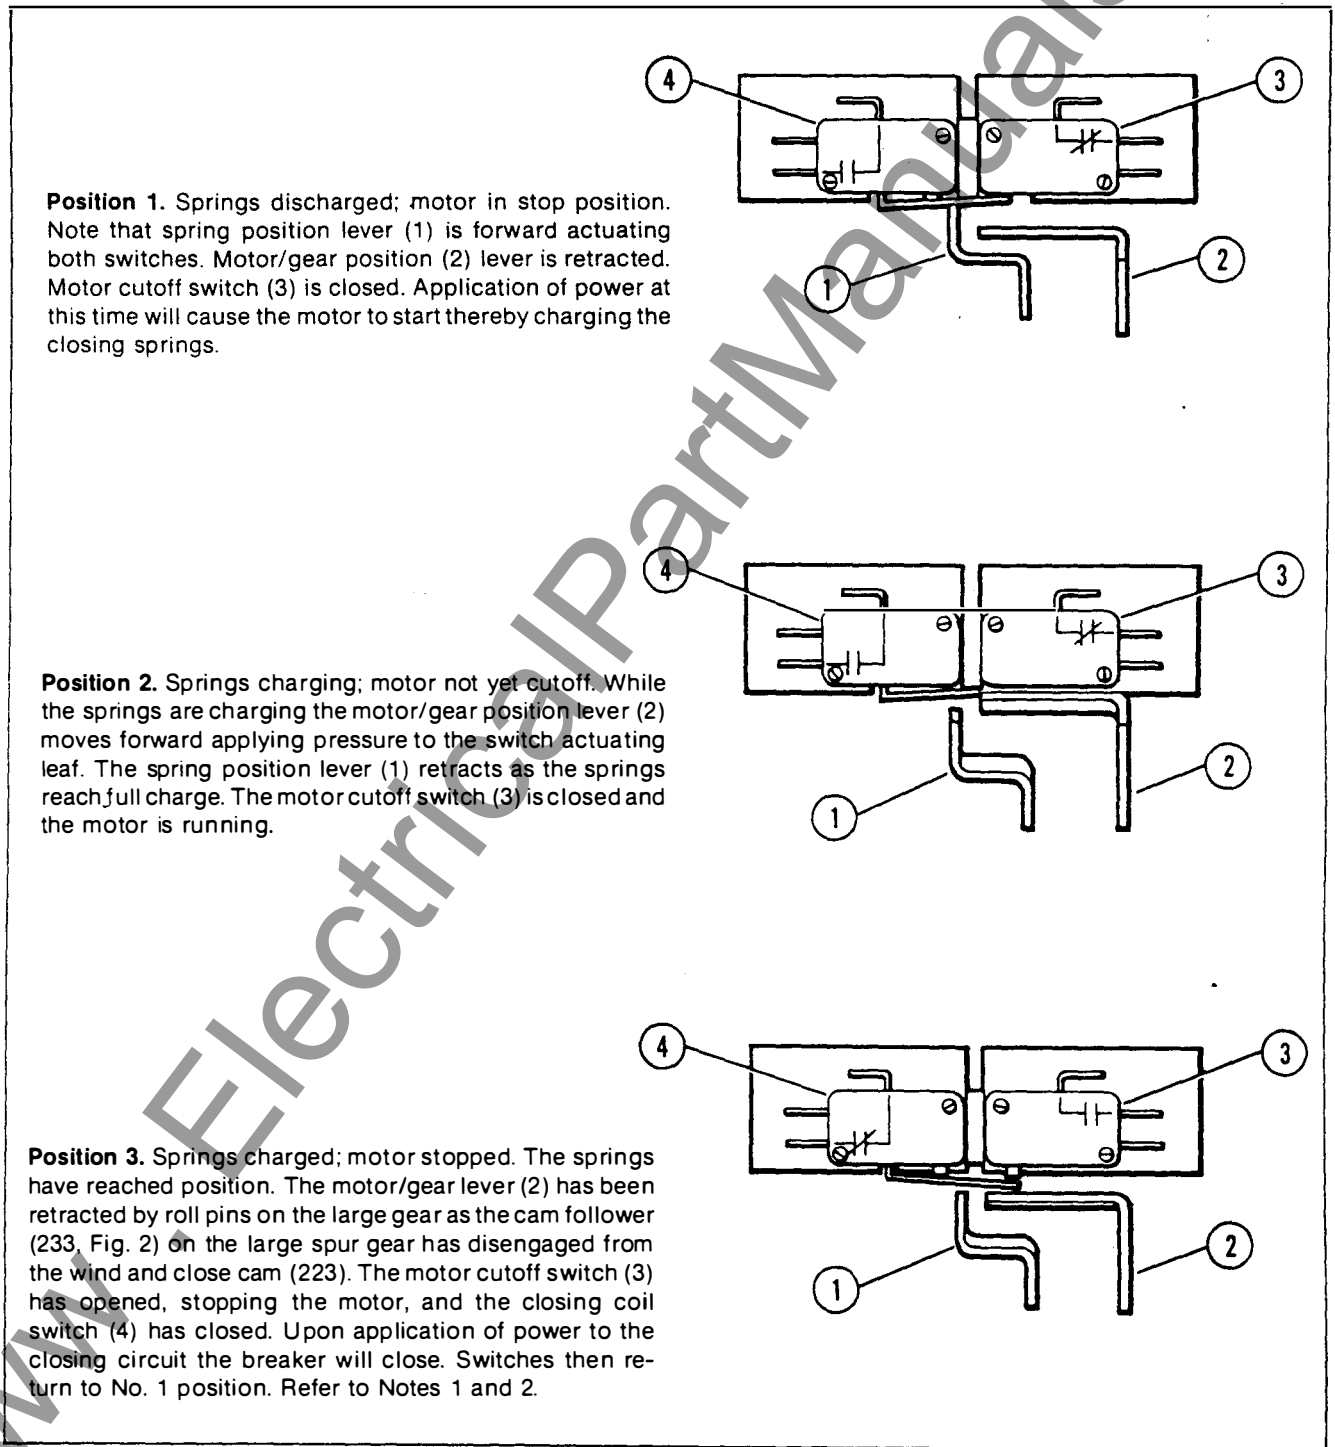 4
3
Position 1. Springs discharged; motor in stop position.
Note that spring position lever (1) is forward actuating
both switches. Motor/gear position (2) lever is retracted.
Motor cutoff switch (3) is closed. Application of power at
this time will cause the motor to start thereby charging the
closing springs.
1
2
4
3
Position 2. Springs charging; motor not yet cutoff. While
the springs are charging the motor/gear position lever (2)
moves forward applying pressure to the switch actuating
leaf. The spring position lever (1) retracts as the springs
reach full charge. The motor cutoff switch (3) is closed and
the motor is running.
1
2
4
3
Position 3. Springs charged; motor stopped. The springs
have reached position. The motor/gear lever (2) has been
retracted by roll pins on the large gear as the cam follower
(233, Fig. 2) on the large spur gear has disengaged from
the wind and close cam (223). The motor cutoff switch (3)
has opened, stopping the motor, and the closing coil
switch (4) has closed. Upon application of power to the
closing circuit the breaker will close. Switches then re-
turn to No. 1 position. Refer to Notes 1 and 2.
1
2
ww . ElectricalPartManuals